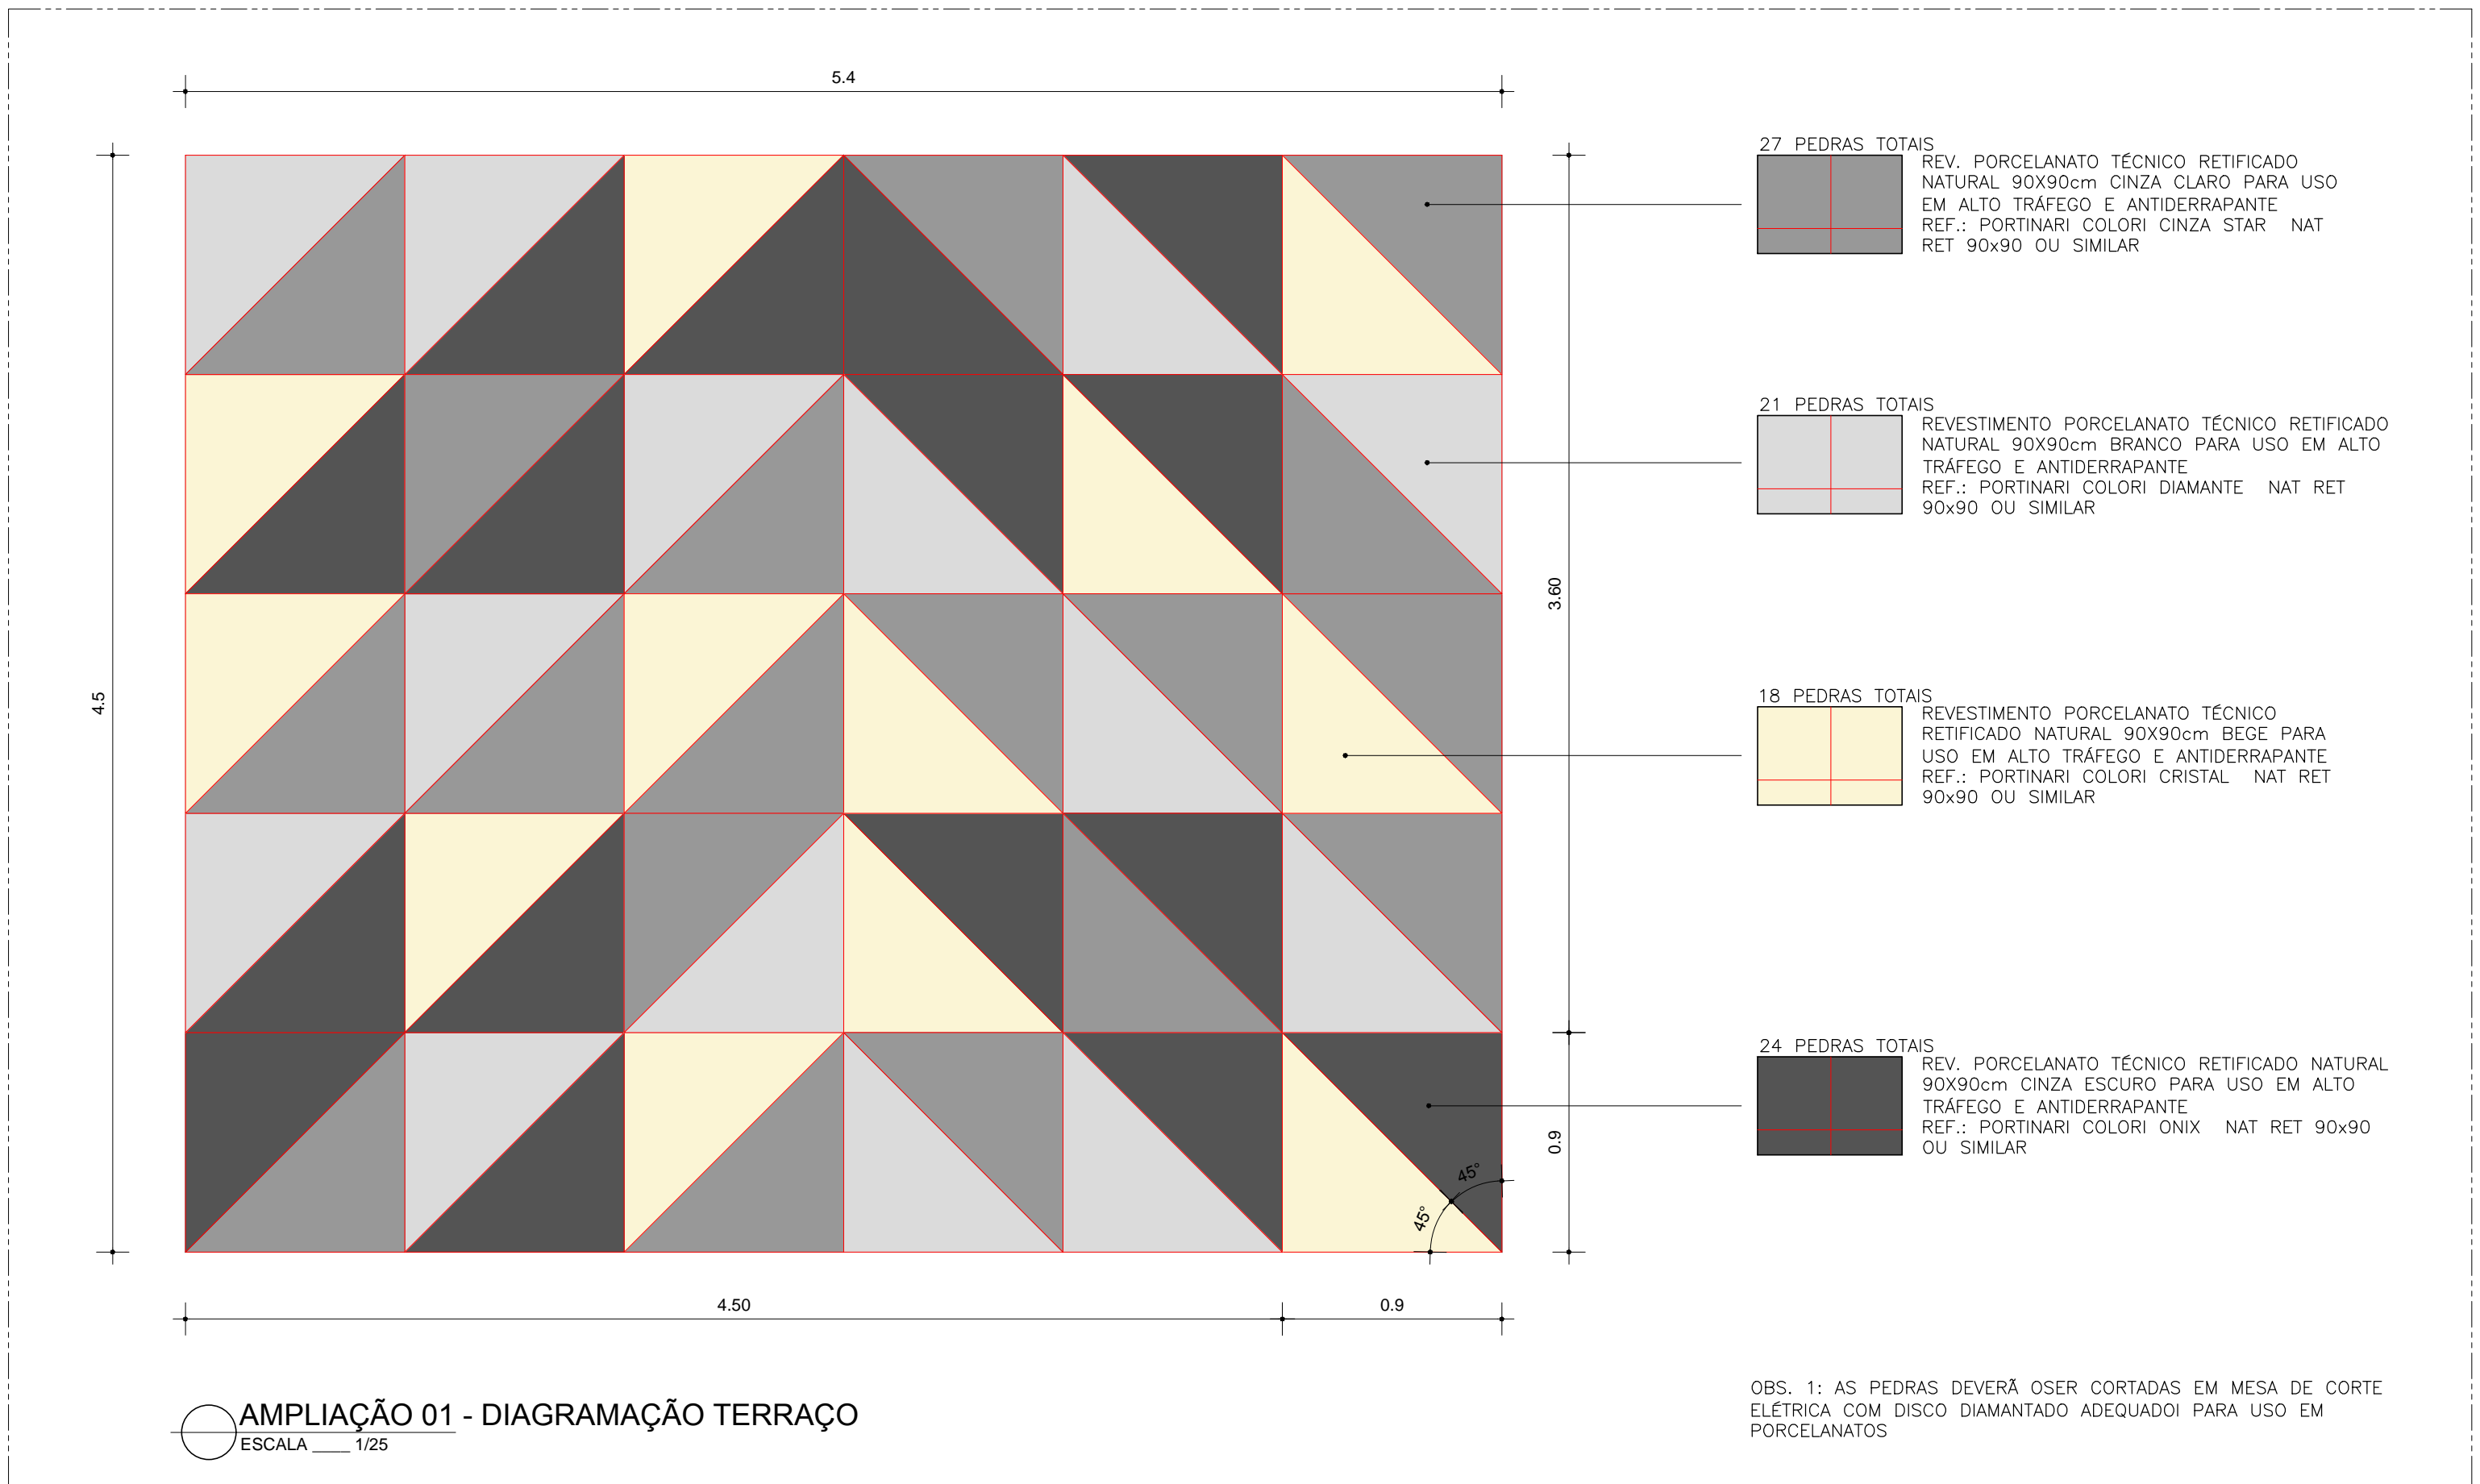 5.4
27 PEDRAS TOTAIS
REV. PORCELANATO TÉCNICO RETIFICADO
NATURAL 90X90cm CINZA CLARO PARA USO
EM ALTO TRÁFEGO E ANTIDERRAPANTE
REF.: PORTINARI COLORI CINZA STAR NAT
RET 90x90 OU SIMILAR
21 PEDRAS TOTAIS
REVESTIMENTO PORCELANATO TÉCNICO RETIFICADO
NATURAL 90X90cm BRANCO PARA USO EM ALTO
TRÁFEGO E ANTIDERRAPANTE
REF.: PORTINARI COLORI DIAMANTE NAT RET
90x90 OU SIMILAR
3.60
4.5
18 PEDRAS TOTAIS
REVESTIMENTO PORCELANATO TÉCNICO
RETIFICADO NATURAL 90X90cm BEGE PARA
USO EM ALTO TRÁFEGO E ANTIDERRAPANTE
REF.: PORTINARI COLORI CRISTAL NAT RET
90x90 OU SIMILAR
24 PEDRAS TOTAIS
REV. PORCELANATO TÉCNICO RETIFICADO NATURAL
90X90cm CINZA ESCURO PARA USO EM ALTO
TRÁFEGO E ANTIDERRAPANTE
REF.: PORTINARI COLORI ONIX NAT RET 90x90
OU SIMILAR
0.9
45°
45°
4.50
0.9
AMPLIAÇÃO 01 - DIAGRAMAÇÃO TERRAÇO
ESCALA ____ 1/25
OBS. 1: AS PEDRAS DEVERÃ OSER CORTADAS EM MESA DE CORTE
ELÉTRICA COM DISCO DIAMANTADO ADEQUADOI PARA USO EM
PORCELANATOS